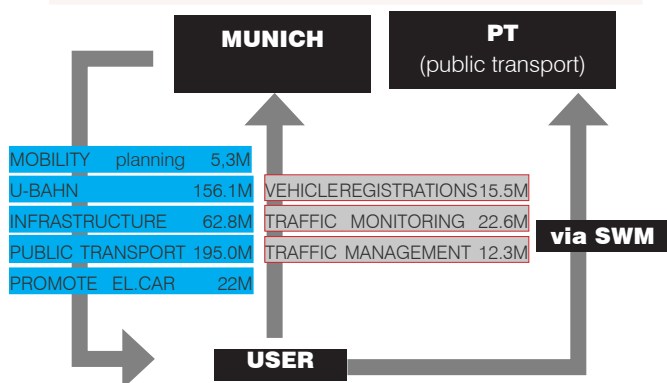 MUNICH
PT
(public transport)
MOBILITY planning 5,3M
U-BAHN 156.1M
INFRASTRUCTURE 62.8M
PUBLIC TRANSPORT 195.0M
PROMOTE EL.CAR 22M
VEHICLEREGISTRATIONS15.5M
TRAFFIC MONITORING 22.6M
TRAFFIC MANAGEMENT 12.3M
via SWM
USER